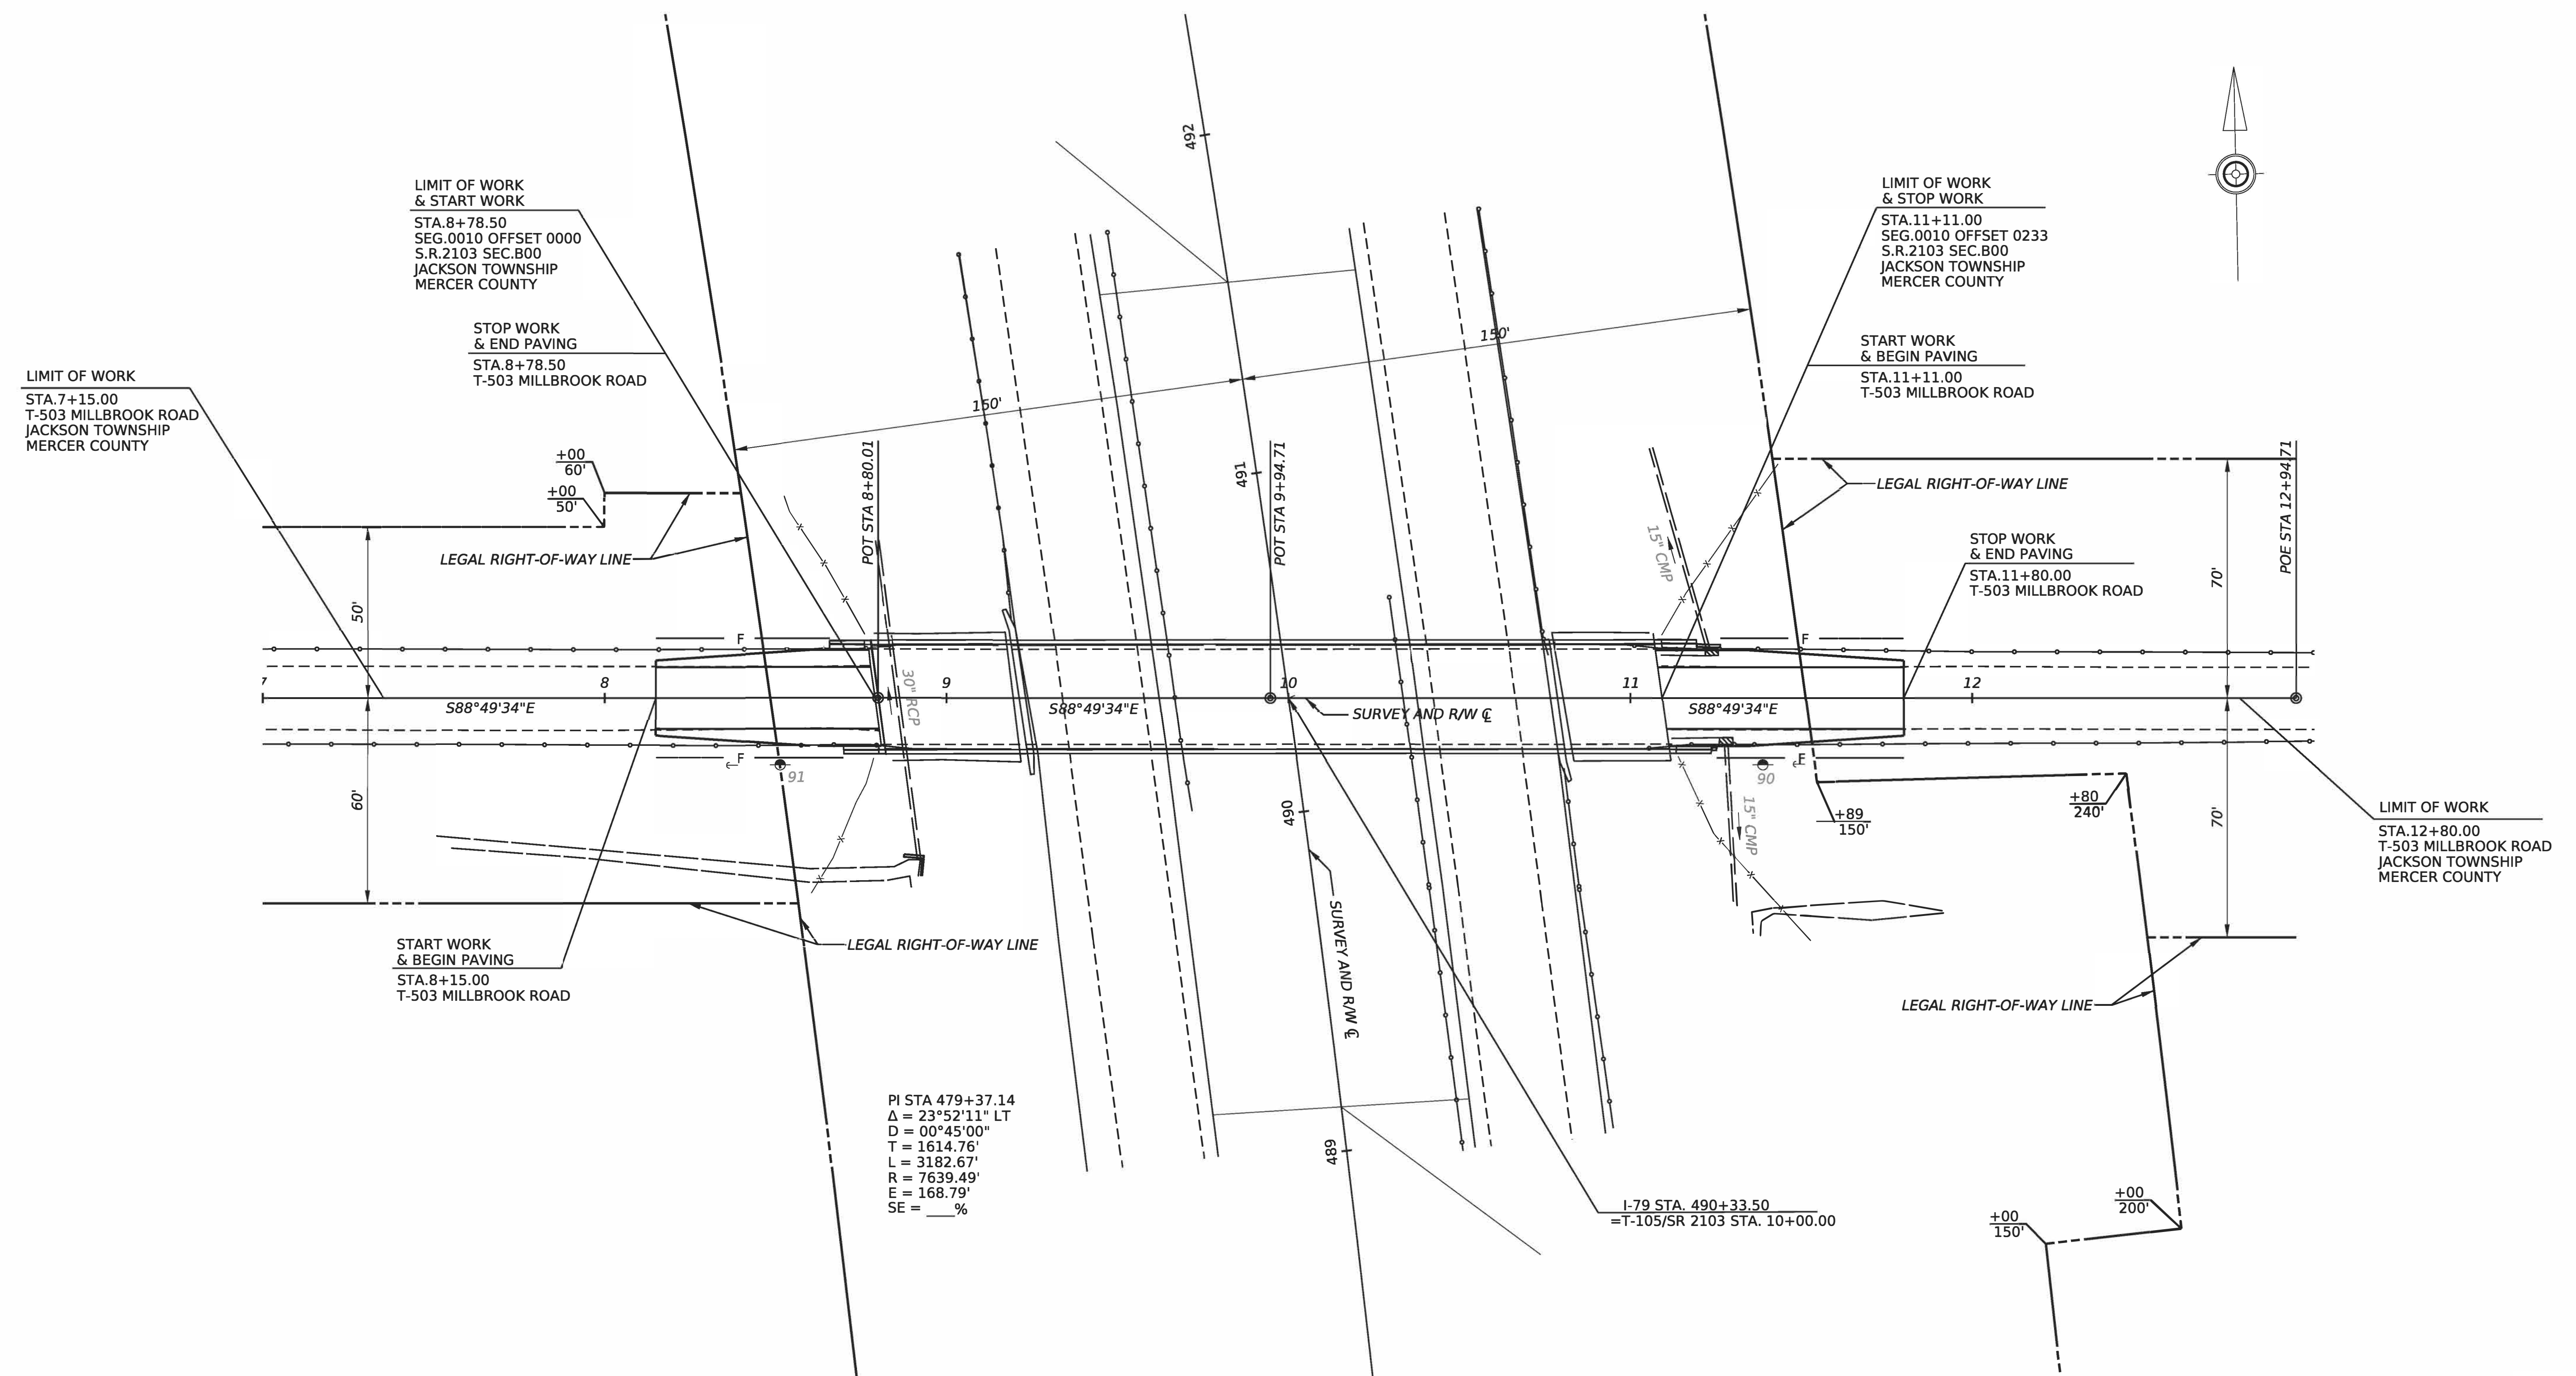 492
LIMIT OF WORK
& START WORK
STA.8+78.50
SEG.0010 OFFSET 0000
S.R.2103 SEC.B00
JACKSON TOWNSHIP
MERCER COUNTY
LIMIT OF WORK
& STOP WORK
STA.11+11.00
SEG.0010 OFFSET 0233
S.R.2103 SEC.B00
JACKSON TOWNSHIP
MERCER COUNTY
STOP WORK
& END PAVING
STA.8+78.50
T-503 MILLBROOK ROAD
START WORK
& BEGIN PAVING
STA.11+11.00
T-503 MILLBROOK ROAD
LIMIT OF WORK
STA.7+15.00
T-503 MILLBROOK ROAD
JACKSON TOWNSHIP
MERCER COUNTY
150'
150'
+00
60'
+00
50'
LEGAL RIGHT-OF-WAY LINE
POT STA 8+80.01
491
POT STA 9+94.71
15" CMP
LEGAL RIGHT-OF-WAY LINE
STOP WORK
& END PAVING
STA.11+80.00
T-503 MILLBROOK ROAD
70'
POE STA 12+94.71
50'
F
F
7
8
9
10
11
12
S88°49'34"E
30" RCP
S88°49'34"E
SURVEY AND R/W ℄
S88°49'34"E
F
91
F
90
60'
490
15" CMP
+89
150'
+80
240'
70'
LIMIT OF WORK
STA.12+80.00
T-503 MILLBROOK ROAD
JACKSON TOWNSHIP
MERCER COUNTY
START WORK
& BEGIN PAVING
STA.8+15.00
T-503 MILLBROOK ROAD
LEGAL RIGHT-OF-WAY LINE
SURVEY AND R/W ℄
LEGAL RIGHT-OF-WAY LINE
489
PI STA 479+37.14
Δ = 23°52'11" LT
D = 00°45'00"
T = 1614.76'
L = 3182.67'
R = 7639.49'
E = 168.79'
SE = ____%
I-79 STA. 490+33.50
=T-105/SR 2103 STA. 10+00.00
+00
150'
+00
200'